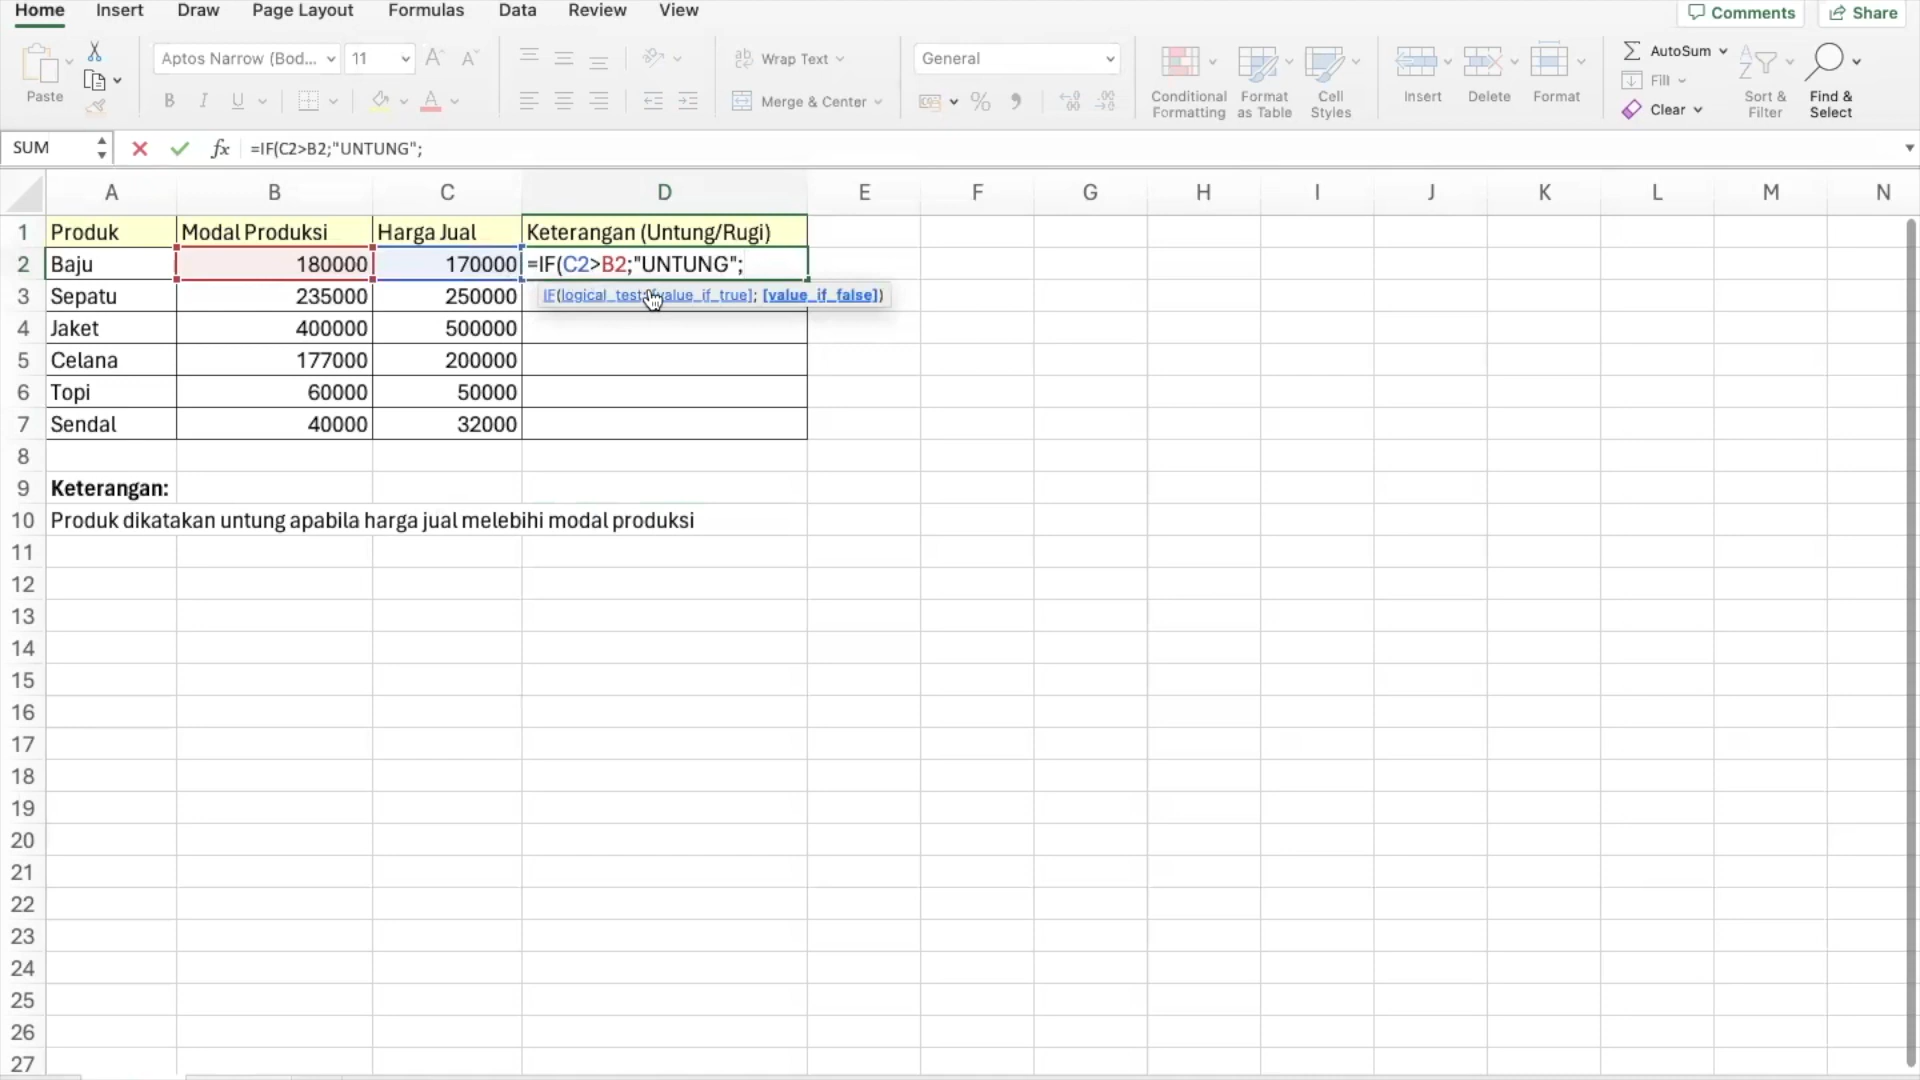 Home Insert Draw Page Layout Formulas Data Review View Comments Share
Paste Aptos Narrow (Bod... 11 Wrap Text Merge & Center General Conditional Formatting Format as Table Cell Styles Insert Delete Format AutoSum Fill Clear Sort & Filter Find & Select
SUM fx =IF(C2>B2;"UNTUNG";
A B C D E F G H I J K L M N
1 Produk Modal Produksi Harga Jual Keterangan (Untung/Rugi)
2 Baju 180000 170000 =IF(C2>B2;"UNTUNG";
IF(logical_test; [value_if_true]; [value_if_false])
3 Sepatu 235000 250000
4 Jaket 400000 500000
5 Celana 177000 200000
6 Topi 60000 50000
7 Sendal 40000 32000
8
9 Keterangan:
10 Produk dikatakan untung apabila harga jual melebihi modal produksi
11
12
13
14
15
16
17
18
19
20
21
22
23
24
25
26
27